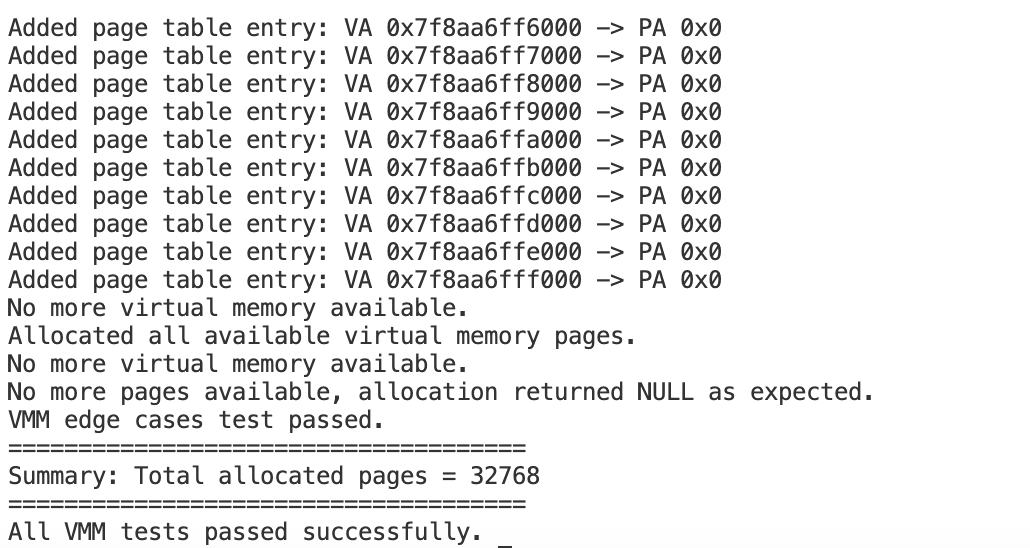 Added page table entry: VA 0x7f8aa6ff6000 -> PA 0x0
Added page table entry: VA 0x7f8aa6ff7000 -> PA 0x0
Added page table entry: VA 0x7f8aa6ff8000 -> PA 0x0
Added page table entry: VA 0x7f8aa6ff9000 -> PA 0x0
Added page table entry: VA 0x7f8aa6ffa000 -> PA 0x0
Added page table entry: VA 0x7f8aa6ffb000 -> PA 0x0
Added page table entry: VA 0x7f8aa6ffc000 -> PA 0x0
Added page table entry: VA 0x7f8aa6ffd000 -> PA 0x0
Added page table entry: VA 0x7f8aa6ffe000 -> PA 0x0
Added page table entry: VA 0x7f8aa6fff000 -> PA 0x0
No more virtual memory available.
Allocated all available virtual memory pages.
No more virtual memory available.
No more pages available, allocation returned NULL as expected.
VMM edge cases test passed.
=====================================
Summary: Total allocated pages = 32768
=====================================
All VMM tests passed successfully. _